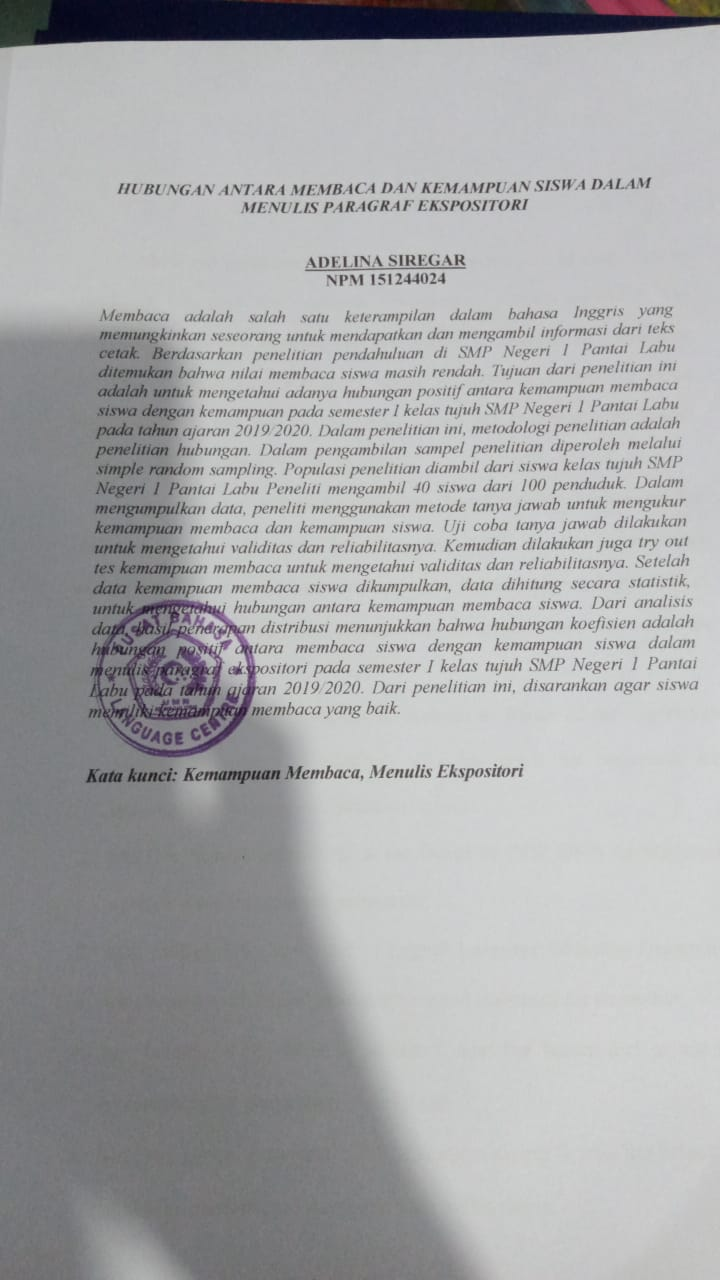 HUBUNGAN ANTARA MEMBACA DAN KEMAMPUAN SISWA DALAM
MENULIS PARAGRAF EKSPOSITORI
ADELINA SIREGAR
NPM 151244024
Membaca adalah salah satu keterampilan dalam bahasa Inggris yang
memungkinkan seseorang untuk mendapatkan dan mengambil informasi dari teks
cetak. Berdasarkan penelitian pendahuluan di SMP Negeri 1 Pantai Labu
ditemukan bahwa nilai membaca siswa masih rendah. Tujuan dari penelitian ini
adalah untuk mengetahui adanya hubungan positif antara kemampuan membaca
siswa dengan kemampuan pada semester I kelas tujuh SMP Negeri 1 Pantai Labu
pada tahun ajaran 2019/2020. Dalam penelitian ini, metodologi penelitian adalah
penelitian hubungan. Dalam pengambilan sampel penelitian diperoleh melalui
simple random sampling. Populasi penelitian diambil dari siswa kelas tujuh SMP
Negeri 1 Pantai Labu Peneliti mengambil 40 siswa dari 100 penduduk. Dalam
mengumpulkan data, peneliti menggunakan metode tanya jawab untuk mengukur
kemampuan membaca dan kemampuan siswa. Uji coba tanya jawab dilakukan
untuk mengetahui validitas dan reliabilitasnya. Kemudian dilakukan juga try out
tes kemampuan membaca untuk mengetahui validitas dan reliabilitasnya. Setelah
data kemampuan membaca siswa dikumpulkan, data dihitung secara statistik,
untuk mengetahui hubungan antara kemampuan membaca siswa. Dari analisis
data, hasil penerapan distribusi menunjukkan bahwa hubungan koefisien adalah
hubungan positif antara membaca siswa dengan kemampuan siswa dalam
menulis paragraf ekspositori pada semester I kelas tujuh SMP Negeri 1 Pantai
Labu pada tahun ajaran 2019/2020. Dari penelitian ini, disarankan agar siswa
memiliki kemampuan membaca yang baik.
PUSAT BAHASA
LANGUAGE CENTER
Kata kunci: Kemampuan Membaca, Menulis Ekspositori